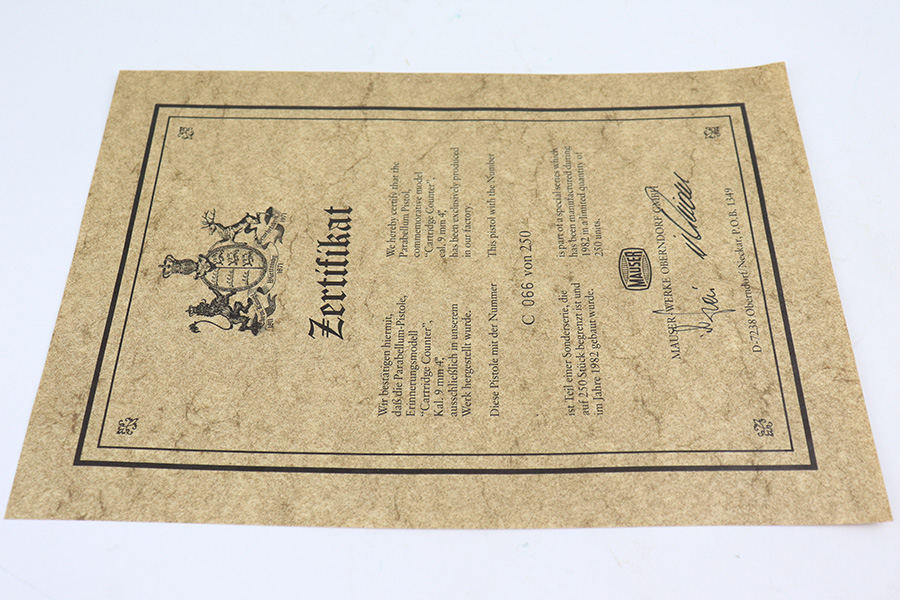 Zertifikat
Wir bestätigen hiermit,
daß die Parabellum-Pistole,
Erinnerungsmodell
"Cartridge Counter",
Kal. 9 mm 4",
ausschließlich in unserem
Werk hergestellt wurde.
We hereby certify that the
Parabellum Pistol,
commemorative model
"Cartridge Counter",
cal. 9 mm 4",
has been exclusively produced
in our factory.
Diese Pistole mit der Nummer
This pistol with the Number
C 066 von 250
ist Teil einer Sonderserie, die
auf 250 Stück begrenzt ist und
im Jahre 1982 gebaut wurde.
is part of a special series which
has been manufactured during
1982 in a limited quantity of
250 units.
MAUSER
MAUSER-WERKE OBERNDORF GMBH
D-7238 Oberndorf/Neckar, P.O.B. 1349